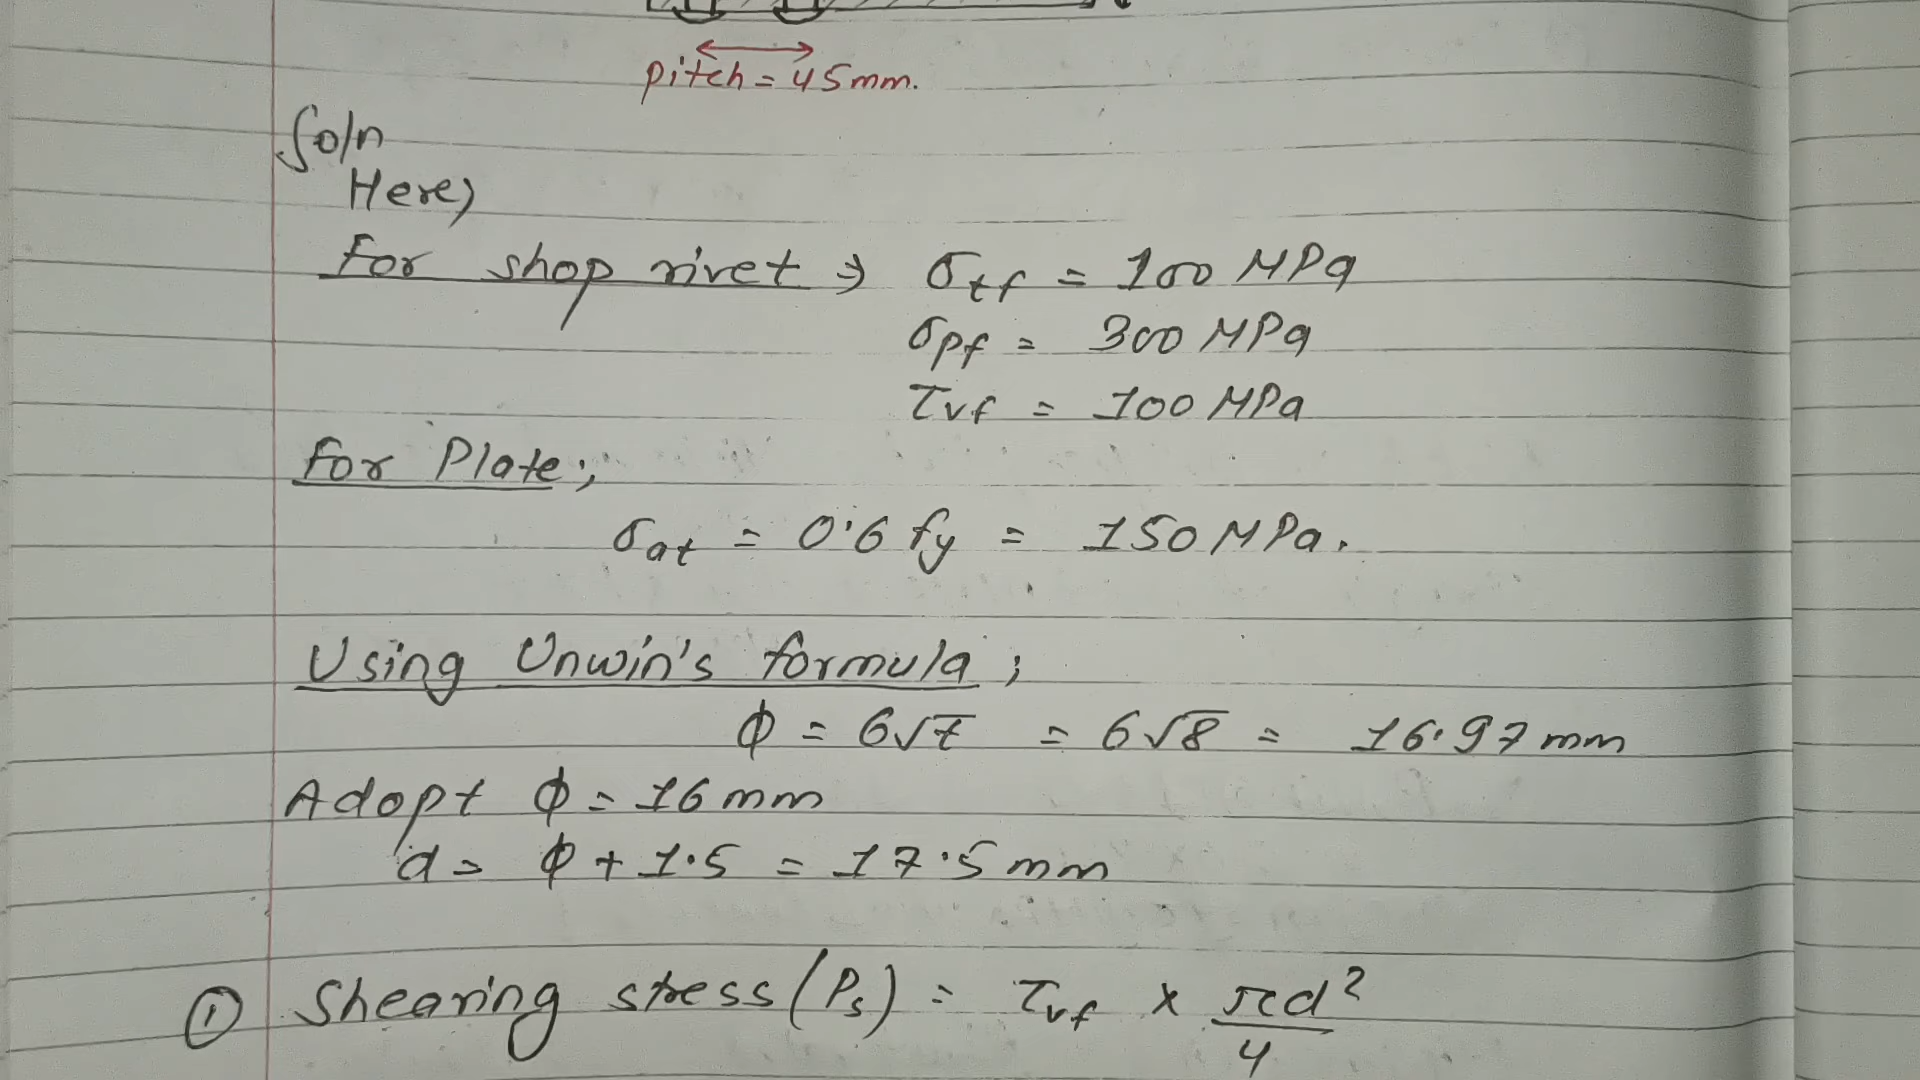 pitch = 45mm.
Soln
Here,
for shop rivet ⇒ σtf = 100 MPa
σpf = 300 MPa
τvf = 100 MPa
for Plate;,
σat = 0.6 fy = 150 MPa.
Using Unwin's formula;
ϕ = 6√t = 6√8 = 16.97 mm
Adopt ϕ = 16 mm
d = ϕ + 1.5 = 17.5 mm
① Shearing stress (Ps) = τvf × πd²/4